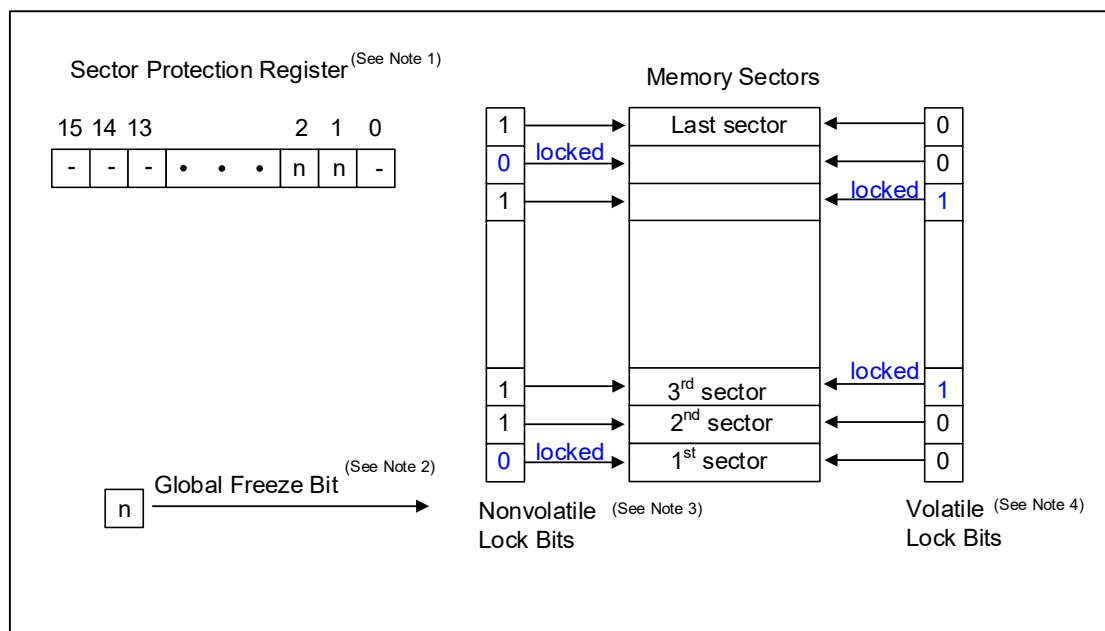 Sector Protection Register (See Note 1)
Memory Sectors
15 14 13 2 1 0
- - - • • • n n -
1 Last sector 0
0 locked 0
1 locked 1
1 3rd sector locked 1
1 2nd sector 0
0 locked 1st sector 0
n Global Freeze Bit (See Note 2)
Nonvolatile (See Note 3)
Lock Bits
Volatile (See Note 4)
Lock Bits